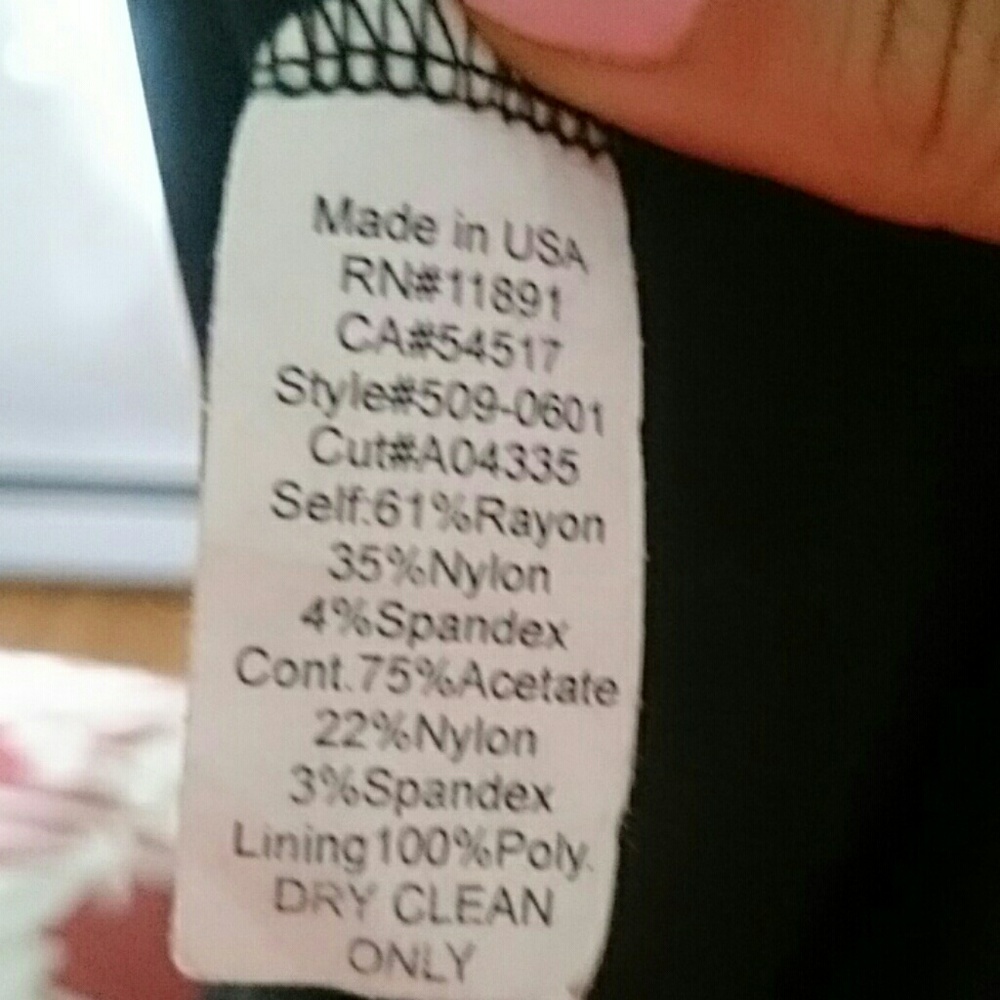 Made in USA
RN#11891
CA#54517
Style#509-0601
Cut#A04335
Self:61%Rayon
35%Nylon
4%Spandex
Cont.75%Acetate
22%Nylon
3%Spandex
Lining100%Poly.
DRY CLEAN
ONLY